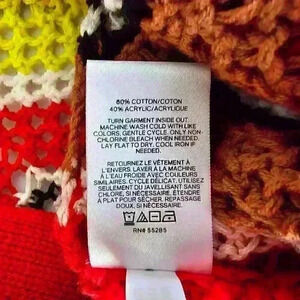 60% COTTON/COTON
40% ACRYLIC/ACRYLIQUE
TURN GARMENT INSIDE OUT
MACHINE WASH COLD WITH LIKE
COLORS, GENTLE CYCLE. ONLY NON-
CHLORINE BLEACH WHEN NEEDED.
LAY FLAT TO DRY. COOL IRON IF
NEEDED.
RETOURNEZ LE VÊTEMENT À
L'ENVERS. LAVER À LA MACHINE
À L'EAU FROIDE AVEC COULEURS
SIMILAIRES. CYCLE DÉLICAT. UTILISEZ
SEULEMENT DU JAVELLISANT SANS
CHLORE, SI NÉCESSAIRE. ÉTENDRE
À PLAT POUR SÉCHER. REPASSAGE
DOUX, SI NÉCESSAIRE.
RN# 55285